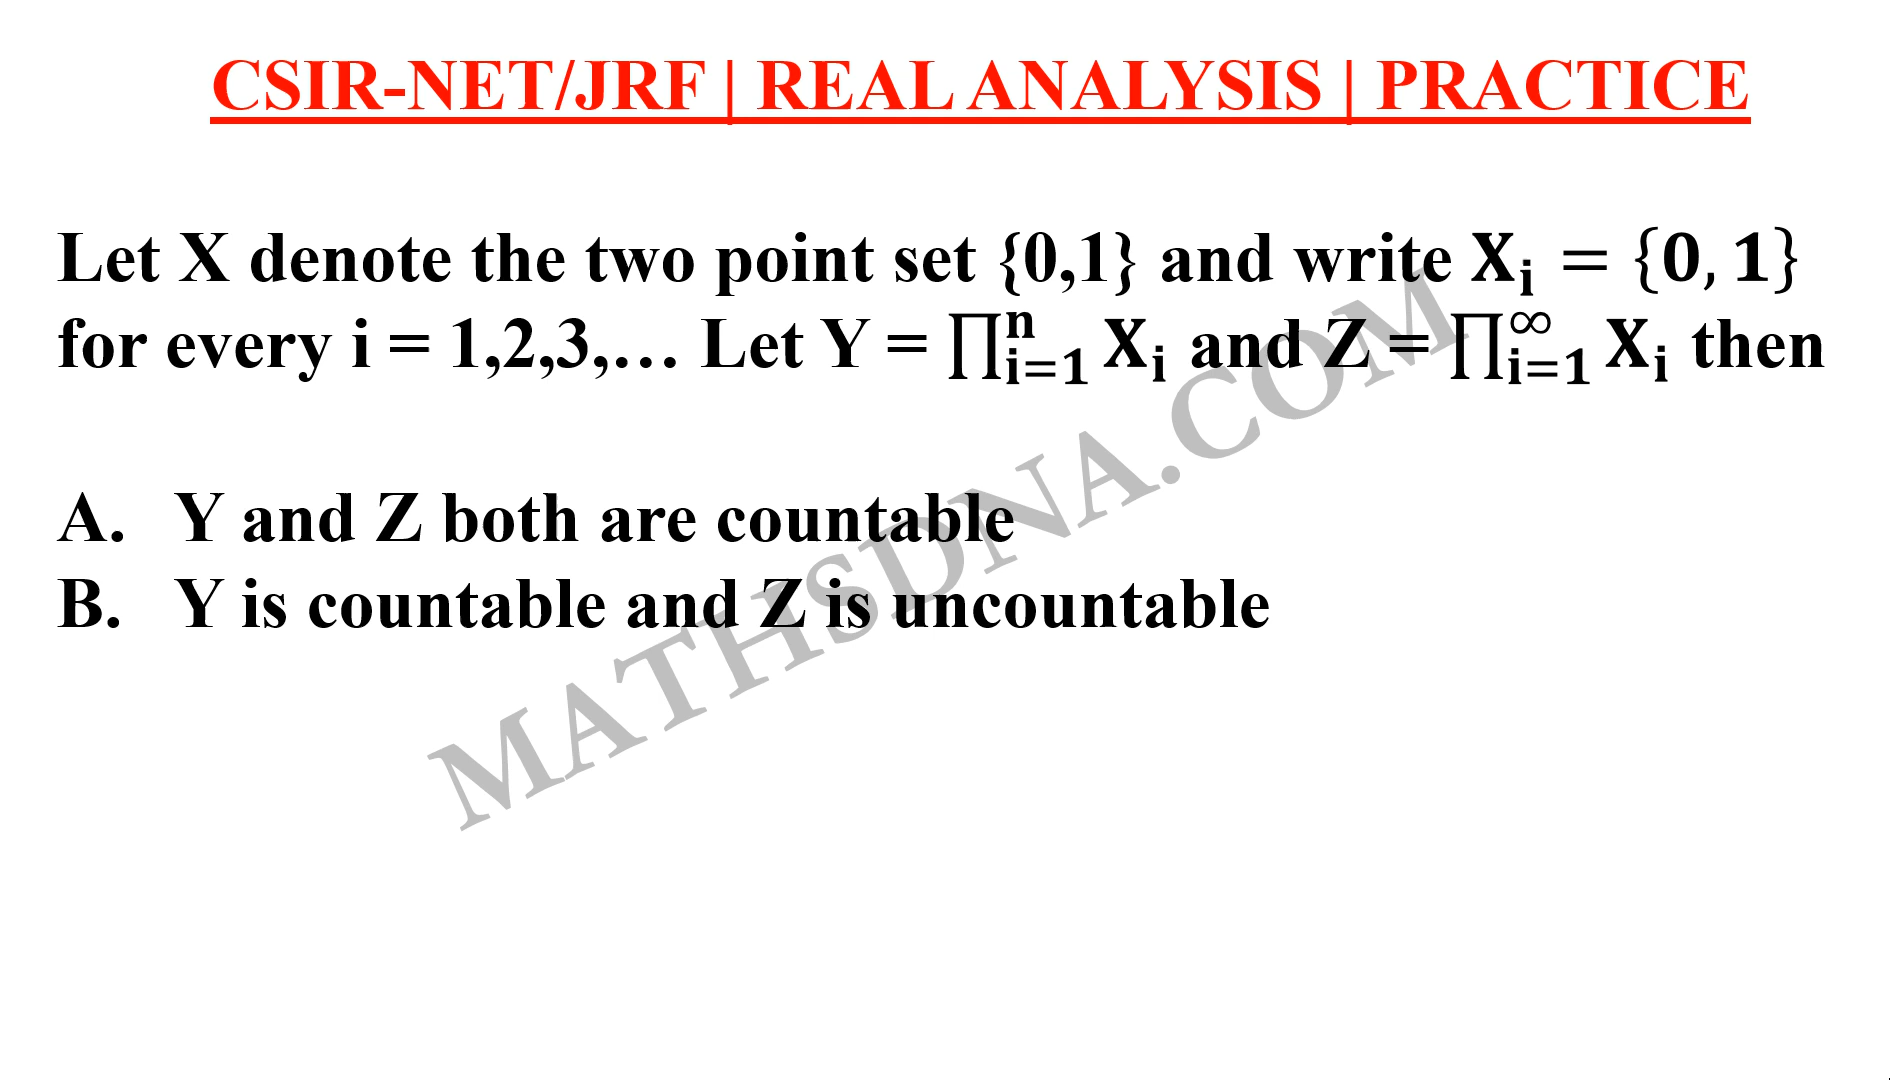 CSIR-NET/JRF | REAL ANALYSIS | PRACTICE
Let X denote the two point set {0,1} and write Xᵢ = {0, 1}
for every i = 1,2,3,… Let Y = ∏ⁿᵢ₌₁ Xᵢ and Z = ∏^∞ᵢ₌₁ Xᵢ then
A. Y and Z both are countable
B. Y is countable and Z is uncountable
MATHSDNA.COM